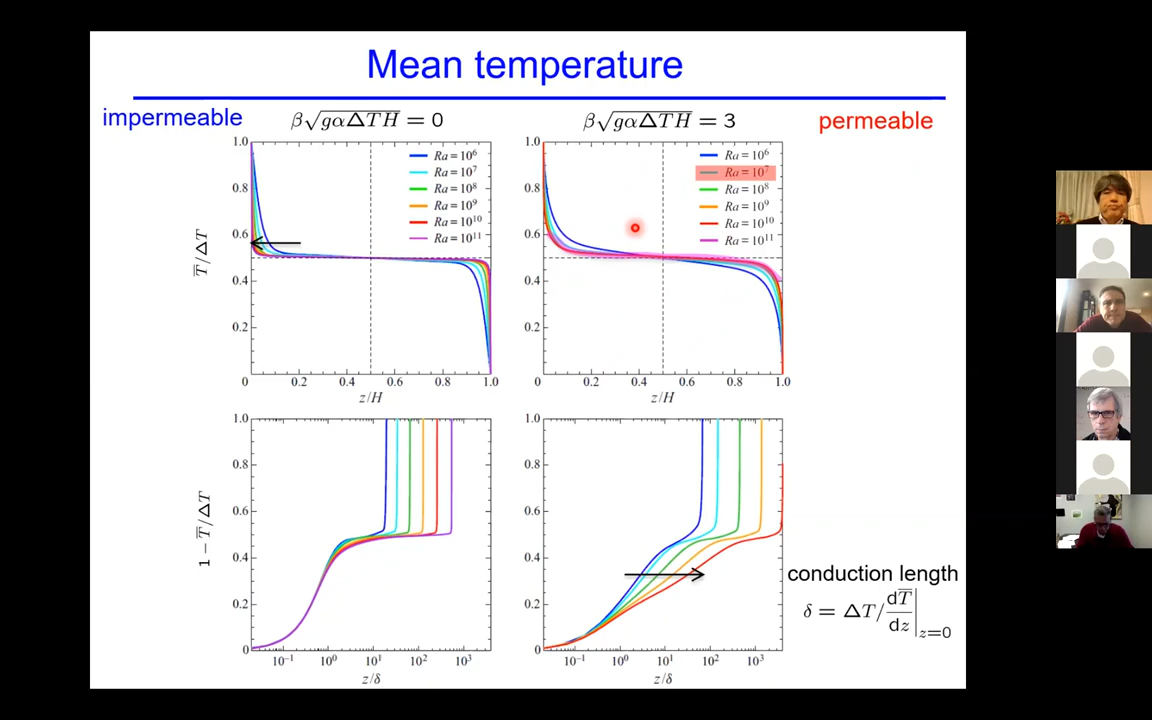 Mean temperature
impermeable
β√gαΔTH = 0
β√gαΔTH = 3
permeable
1.0
0.8
0.6
0.4
0.2
T̅/ΔT
Ra = 10⁶
Ra = 10⁷
Ra = 10⁸
Ra = 10⁹
Ra = 10¹⁰
Ra = 10¹¹
0 0.2 0.4 0.6 0.8 1.0
z/H
1.0
0.8
0.6
0.4
0.2
Ra = 10⁶
Ra = 10⁷
Ra = 10⁸
Ra = 10⁹
Ra = 10¹⁰
Ra = 10¹¹
0 0.2 0.4 0.6 0.8 1.0
z/H
1.0
0.8
0.6
0.4
0.2
0
1 − T̅/ΔT
10⁻¹ 10⁰ 10¹ 10² 10³
z/δ
1.0
0.8
0.6
0.4
0.2
0
10⁻¹ 10⁰ 10¹ 10² 10³
z/δ
conduction length
δ = ΔT/dT̅/dz|z=0